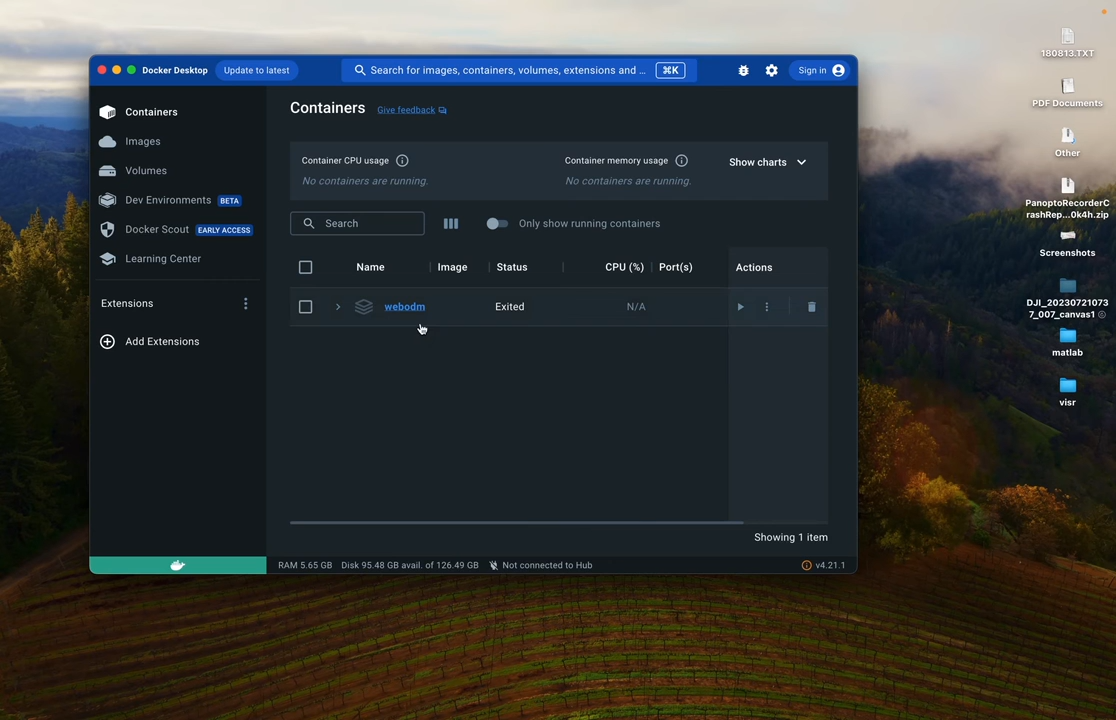 Docker Desktop Update to latest Search for images, containers, volumes, extensions and ... ⌘K Sign in
Containers
Images
Volumes
Dev Environments BETA
Docker Scout EARLY ACCESS
Learning Center
Extensions
Add Extensions
Containers Give feedback
Container CPU usage
No containers are running.
Container memory usage
No containers are running.
Show charts
Search Only show running containers
Name Image Status CPU (%) Port(s) Actions
webodm Exited N/A
Showing 1 item
RAM 5.65 GB Disk 95.48 GB avail. of 126.49 GB Not connected to Hub v4.21.1
180813.TXT
PDF Documents
Other
PanoptoRecorderC
rashRep...0k4h.zip
Screenshots
DJI_20230721073
7_007_canvas1
matlab
visr